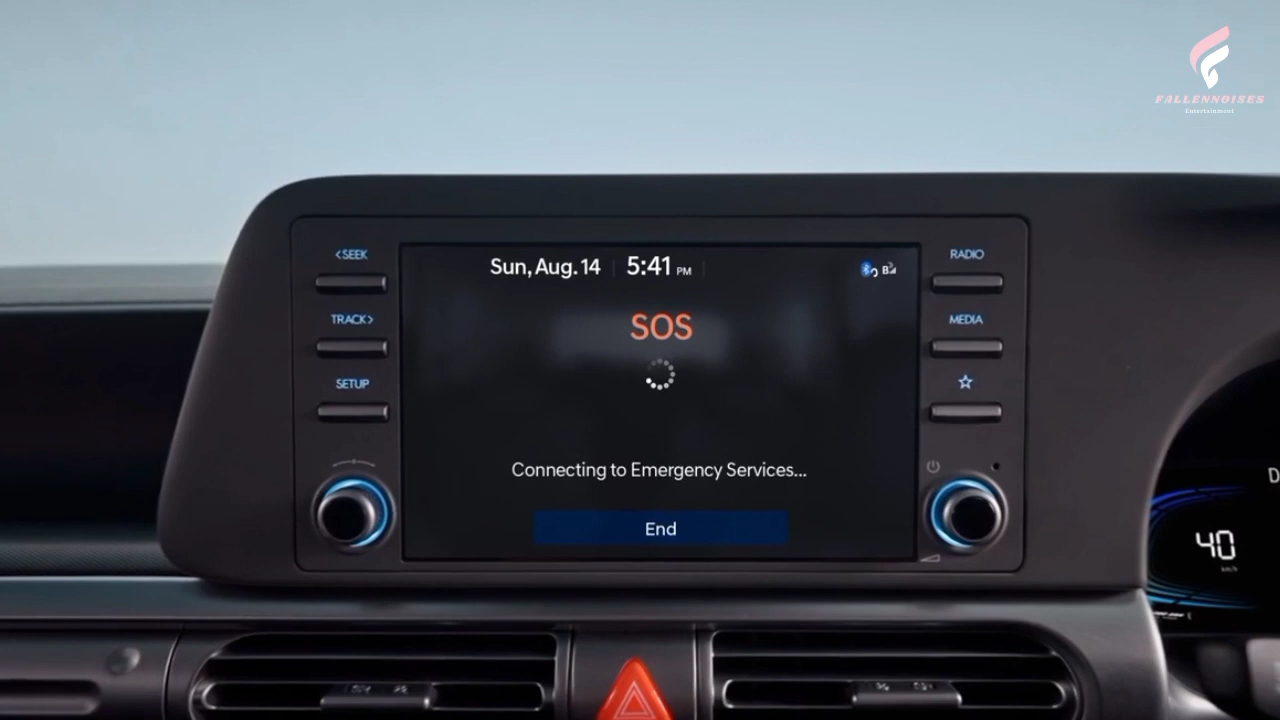 FALLENNOISES
Entertainment
<SEEK
TRACK>
SETUP
Sun, Aug. 14 5:41 PM
SOS
Connecting to Emergency Services...
End
RADIO
MEDIA
40
km/h